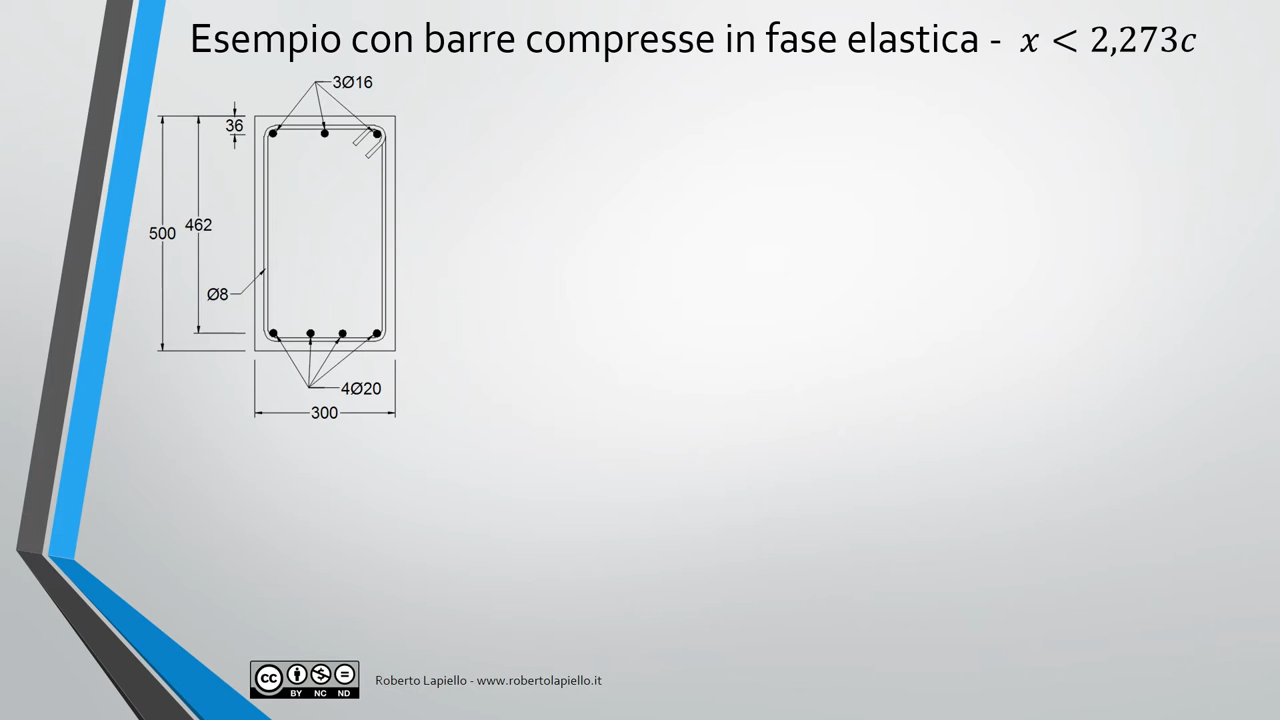 Esempio con barre compresse in fase elastica - x < 2,273c
3Ø16
36
462
500
Ø8
4Ø20
300
cc
BY NC ND
Roberto Lapiello - www.robertolapiello.it